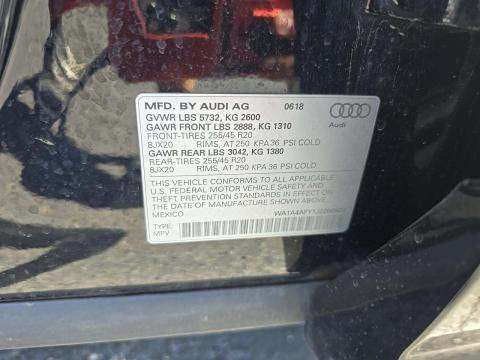 MFD. BY AUDI AG 0618
GVWR LBS 5732, KG 2600
GAWR FRONT LBS 2888, KG 1310
FRONT-TIRES 255/45 R20
8JX20 RIMS, AT 250 KPA 36 PSI COLD
GAWR REAR LBS 3042, KG 1380
REAR-TIRES 255/45 R20
8JX20 RIMS, AT 250 KPA 36 PSI COLD
THIS VEHICLE CONFORMS TO ALL APPLICABLE
U.S. FEDERAL MOTOR VEHICLE SAFETY AND
THEFT PREVENTION STANDARDS IN EFFECT ON
THE DATE OF MANUFACTURE SHOWN ABOVE.
MEXICO
TYPE:
MPV
Audi